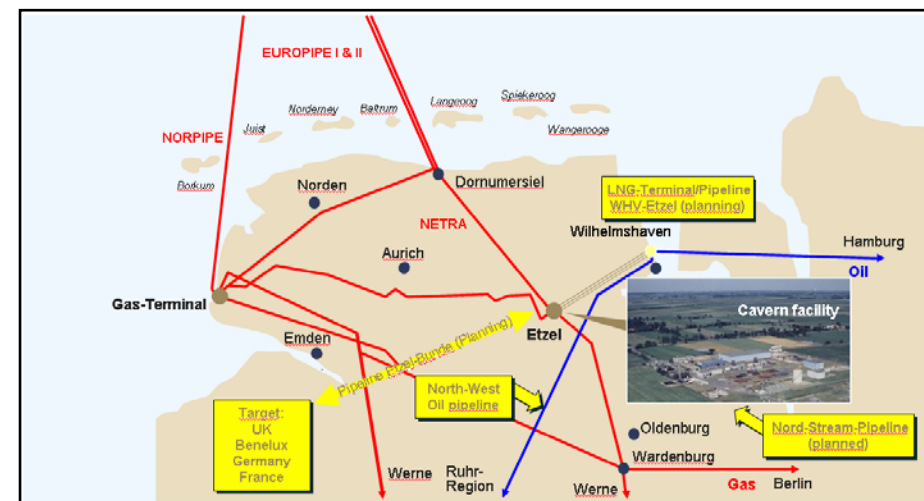 EUROPIPE I & II
Langeoog
Spiekeroog
Norderney
Baltrum
Juist
Wangerooge
NORPIPE
Borkum
Norden
Dornumersiel
LNG-Terminal/Pipeline
WHV-Etzel (planning)
NETRA
Wilhelmshaven
Hamburg
Aurich
Oil
Gas-Terminal
Cavern facility
Etzel
Emden
Pipeline Etzel-Bunde (Planning)
North-West
Oil pipeline
Target:
UK
Benelux
Germany
France
Nord-Stream-Pipeline
(planned)
Oldenburg
Wardenburg
Werne
Ruhr-
Region
Werne
Gas
Berlin